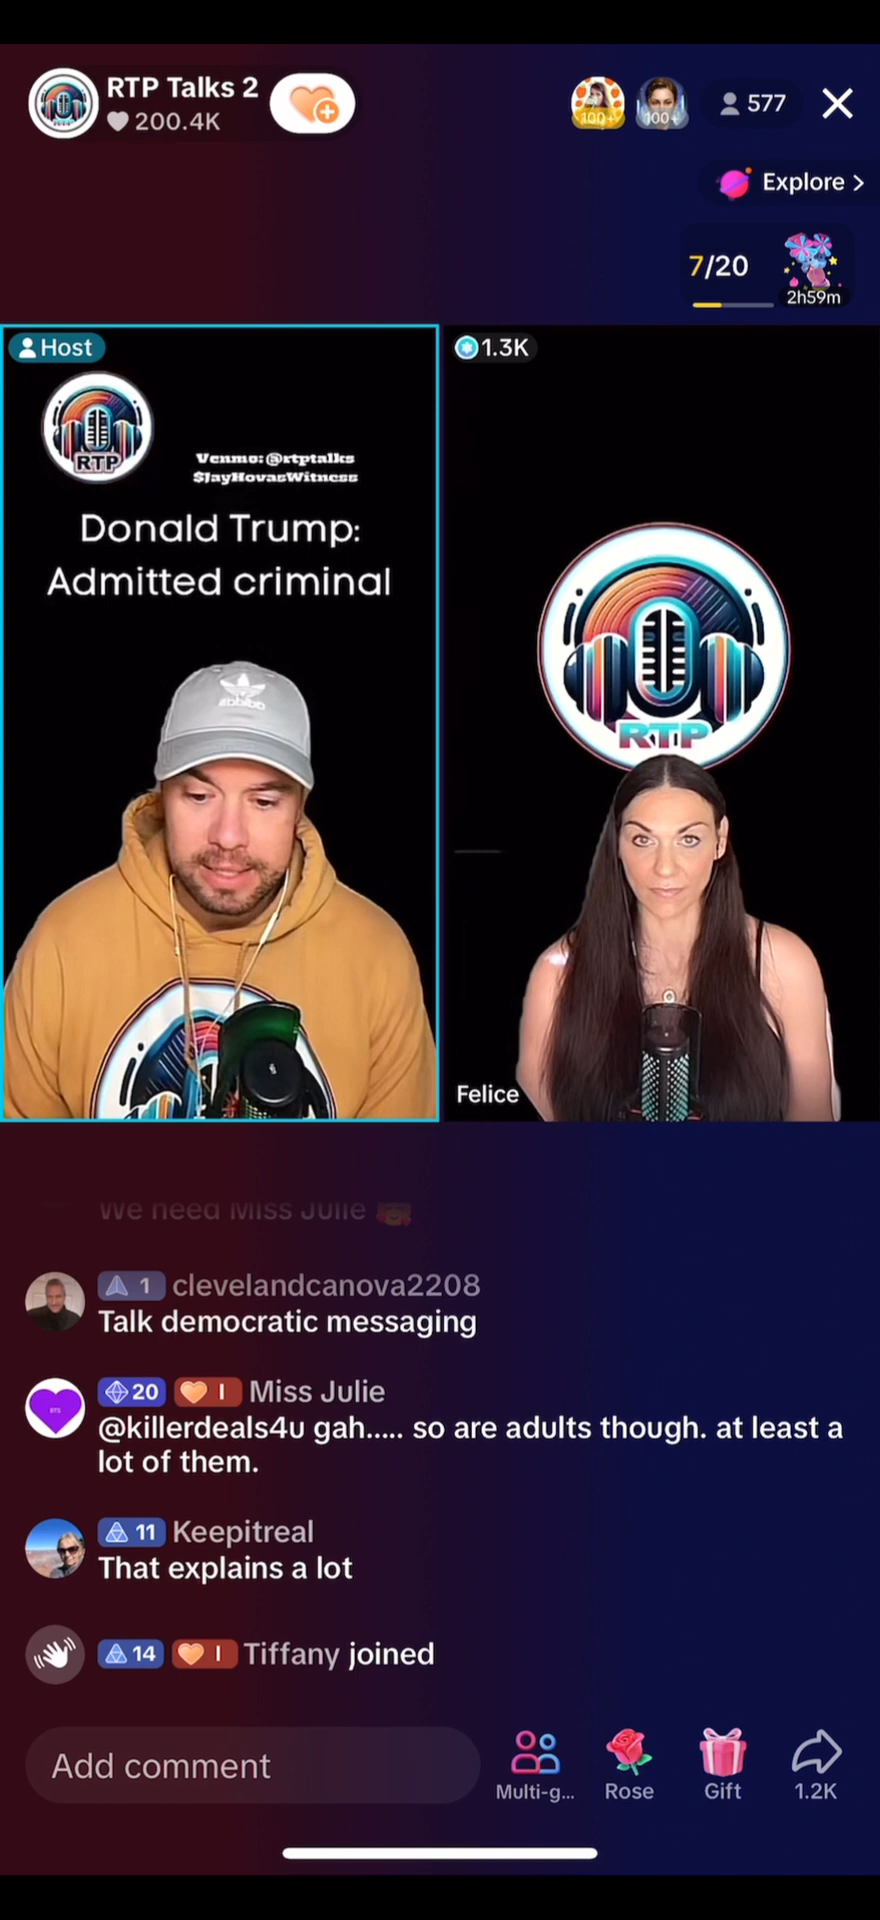 RTP Talks 2
200.4K
100+
100+
577
Explore >
7/20
2h59m
Host
1.3K
RTP
Venmo: @rtptalks
$JayHovasWitness
Donald Trump:
Admitted criminal
RTP
Felice
We need Miss Julie
1 clevelandcanova2208
Talk democratic messaging
20 I Miss Julie
@killerdeals4u gah..... so are adults though. at least a
lot of them.
11 Keepitreal
That explains a lot
14 I Tiffany joined
Add comment
Multi-g...
Rose
Gift
1.2K